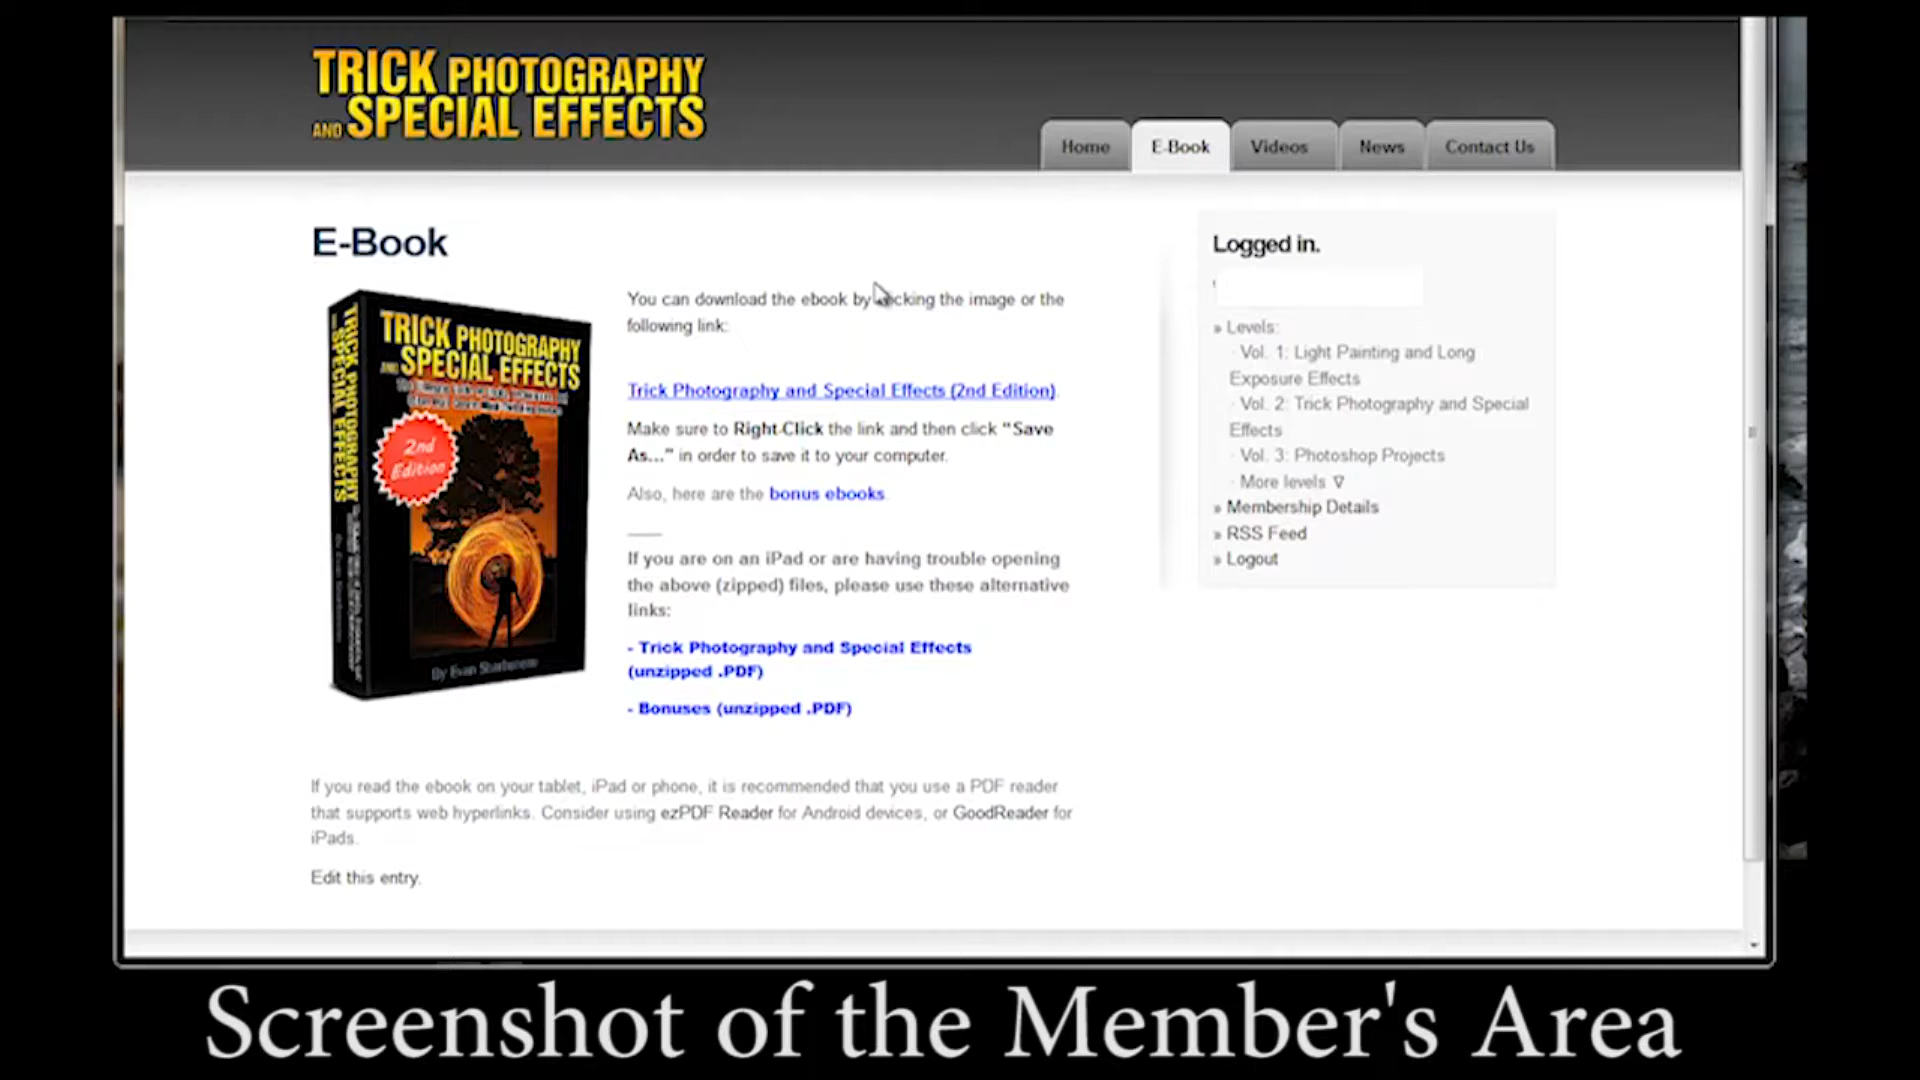 TRICK PHOTOGRAPHY
AND SPECIAL EFFECTS
Home
E-Book
Videos
News
Contact Us
E-Book
TRICK PHOTOGRAPHY
AND SPECIAL EFFECTS
TRICK PHOTOGRAPHY
AND SPECIAL EFFECTS
2nd
Edition
You can download the ebook by clicking the image or the
following link:
Trick Photography and Special Effects (2nd Edition).
Make sure to Right-Click the link and then click "Save
As..." in order to save it to your computer.
Also, here are the bonus ebooks.
If you are on an iPad or are having trouble opening
the above (zipped) files, please use these alternative
links:
- Trick Photography and Special Effects
(unzipped .PDF)
- Bonuses (unzipped .PDF)
If you read the ebook on your tablet, iPad or phone, it is recommended that you use a PDF reader
that supports web hyperlinks. Consider using ezPDF Reader for Android devices, or GoodReader for
iPads.
Edit this entry.
Logged in.
» Levels:
· Vol. 1: Light Painting and Long
Exposure Effects
· Vol. 2: Trick Photography and Special
Effects
· Vol. 3: Photoshop Projects
· More levels ∇
» Membership Details
» RSS Feed
» Logout
Screenshot of the Member's Area